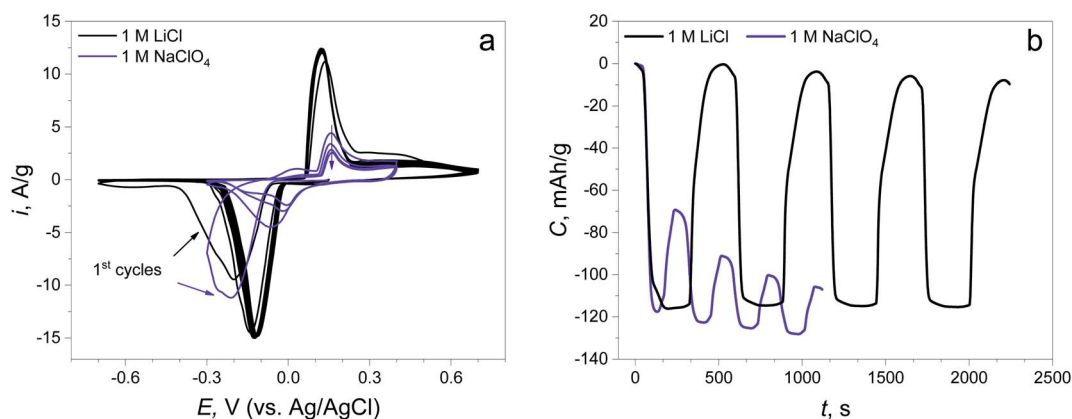 15
10
5
0
-5
-10
-15
i, A/g
1 M LiCl
1 M NaClO₄
a
1ˢᵗ cycles
-0.6
-0.3
0.0
0.3
0.6
E, V (vs. Ag/AgCl)
20
0
-20
-40
-60
-80
-100
-120
-140
C, mAh/g
1 M LiCl
1 M NaClO₄
b
0
500
1000
1500
2000
2500
t, s